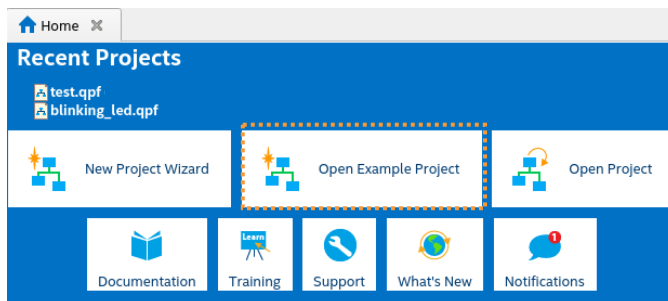 Home
Recent Projects
test.qpf
blinking_led.qpf
New Project Wizard
Open Example Project
Open Project
Learn
1
Documentation
Training
Support
What's New
Notifications